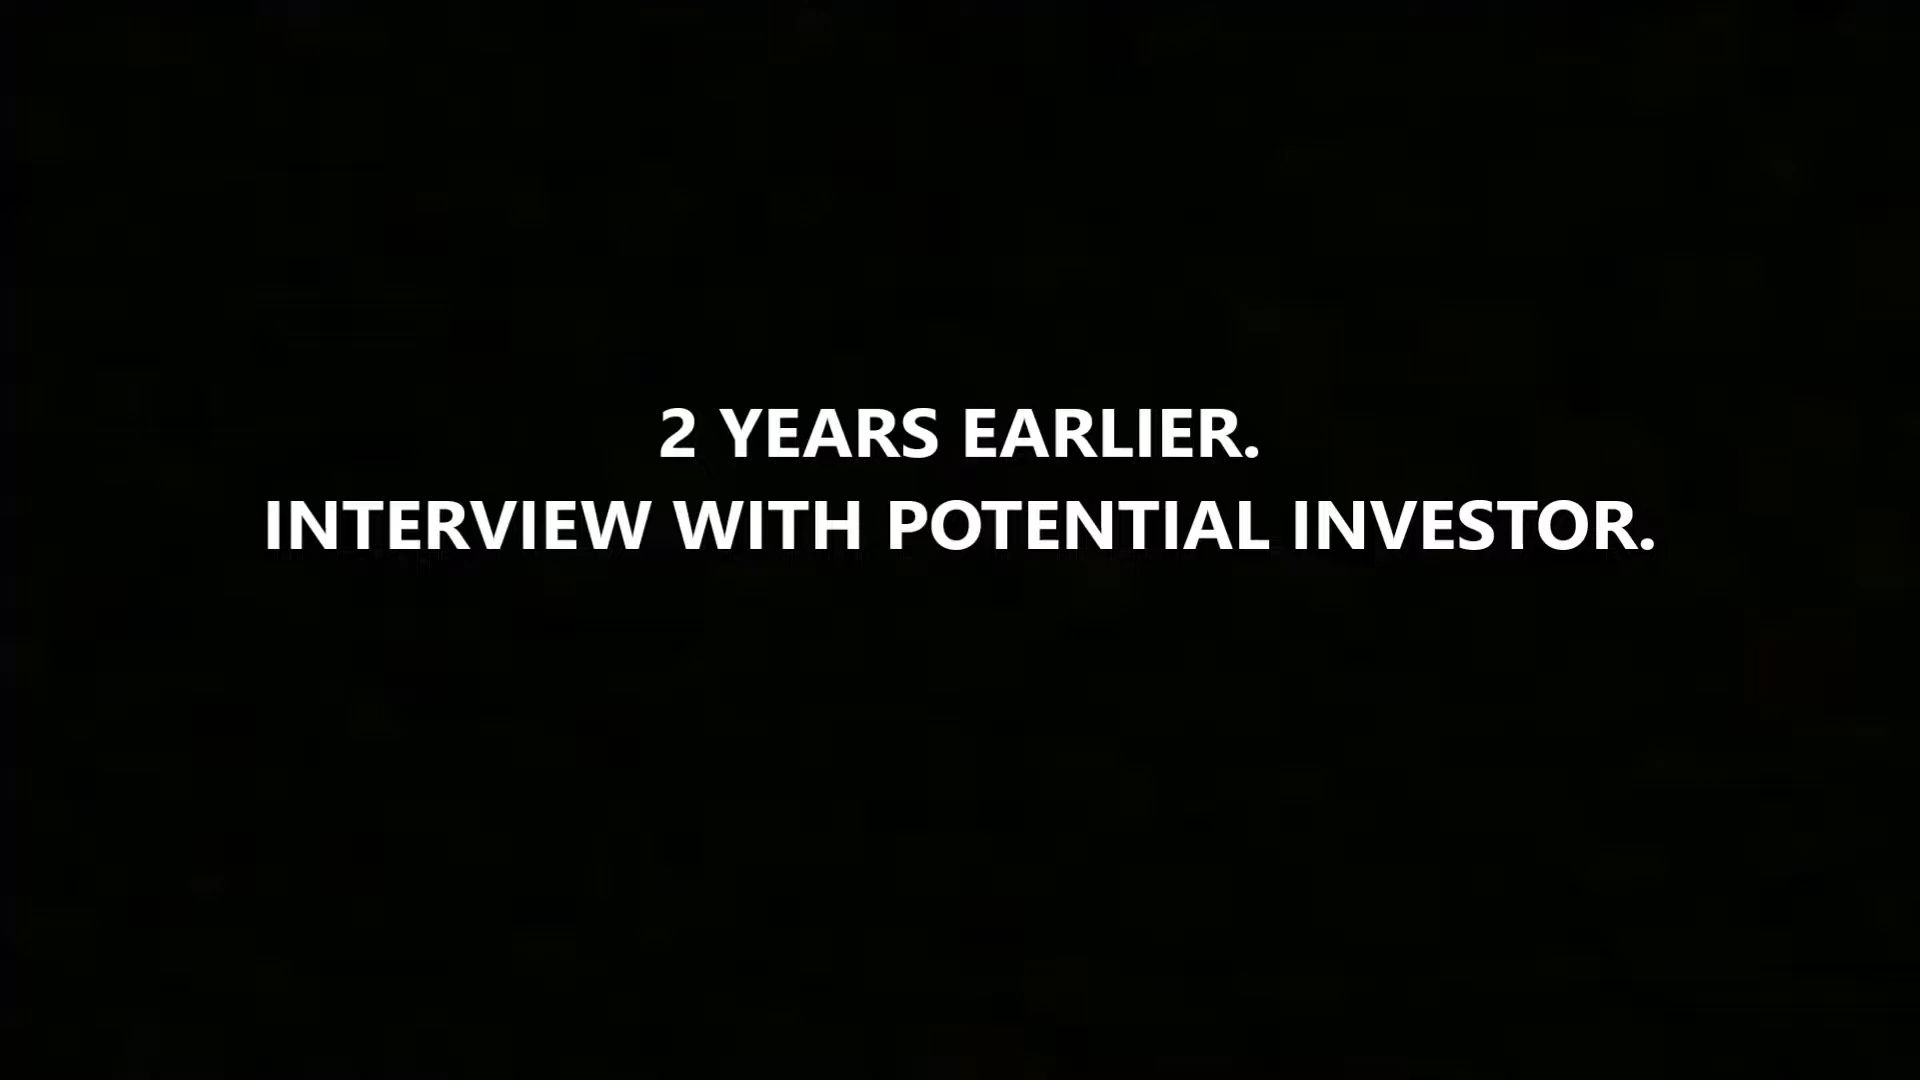 2 YEARS EARLIER.
INTERVIEW WITH POTENTIAL INVESTOR.